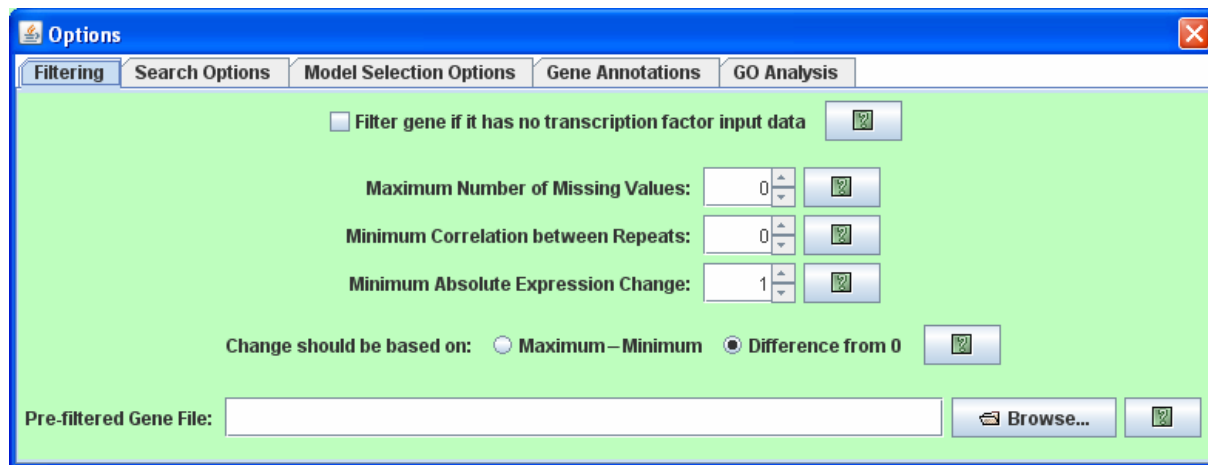 Options
Filtering Search Options Model Selection Options Gene Annotations GO Analysis
Filter gene if it has no transcription factor input data
Maximum Number of Missing Values: 0
Minimum Correlation between Repeats: 0
Minimum Absolute Expression Change: 1
Change should be based on: Maximum–Minimum Difference from 0
Pre-filtered Gene File: Browse...